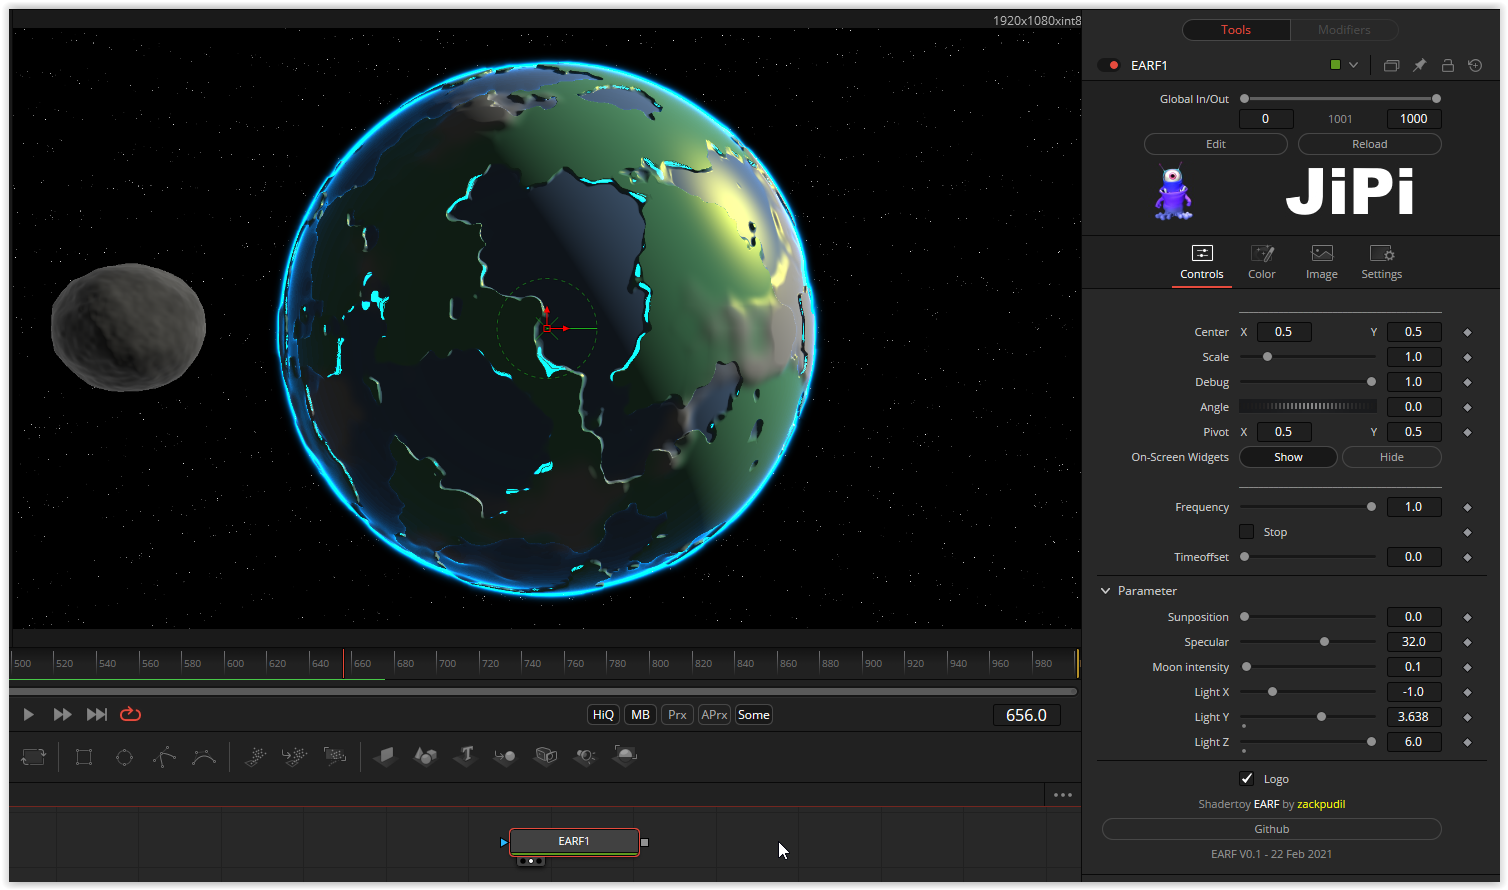 1920x1080xint8
Tools Modifiers
EARF1
Global In/Out
0 1001 1000
Edit Reload
JiPi
Controls Color Image Settings
Center X 0.5 Y 0.5
Scale 1.0
Debug 1.0
Angle 0.0
Pivot X 0.5 Y 0.5
On-Screen Widgets Show Hide
Frequency 1.0
Stop
Timeoffset 0.0
Parameter
Sunposition 0.0
Specular 32.0
Moon intensity 0.1
Light X -1.0
Light Y 3.638
Light Z 6.0
Logo
Shadertoy EARF by zackpudil
Github
EARF V0.1 - 22 Feb 2021
500 520 540 560 580 600 620 640 660 680 700 720 740 760 780 800 820 840 860 880 900 920 940 960 980
HiQ MB Prx APrx Some 656.0
T
EARF1